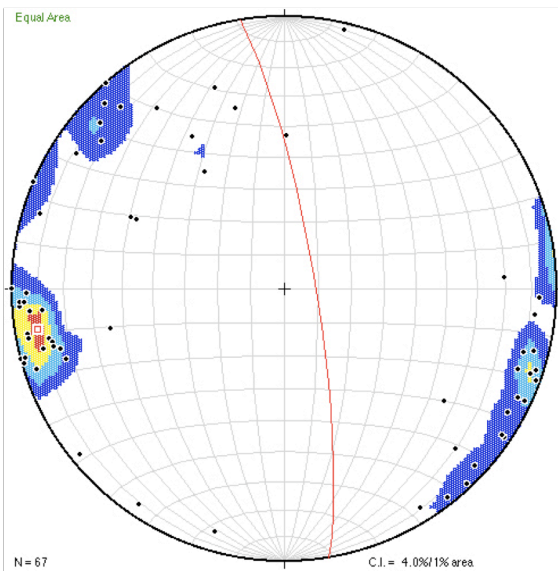 Equal Area
N = 67
C.I. = 4.0%/1% area